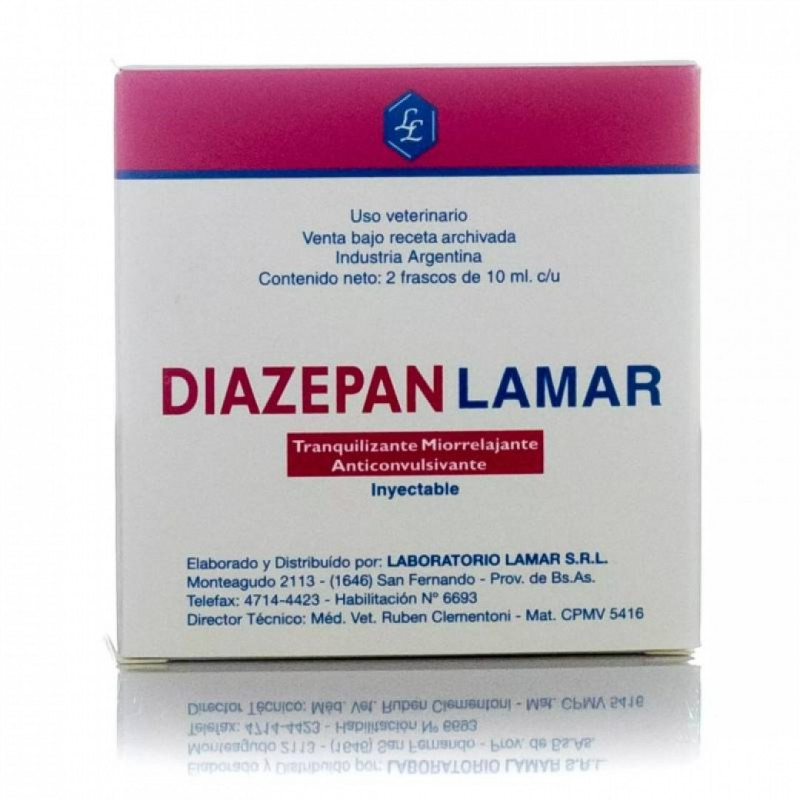 LL
Uso veterinario
Venta bajo receta archivada
Industria Argentina
Contenido neto: 2 frascos de 10 ml. c/u
DIAZEPAN LAMAR
Tranquilizante Miorrelajante
Anticonvulsivante
Inyectable
Elaborado y Distribuído por: LABORATORIO LAMAR S.R.L.
Monteagudo 2113 - (1646) San Fernando - Prov. de Bs.As.
Telefax: 4714-4423 - Habilitación Nº 6693
Director Técnico: Méd. Vet. Ruben Clementoni - Mat. CPMV 5416